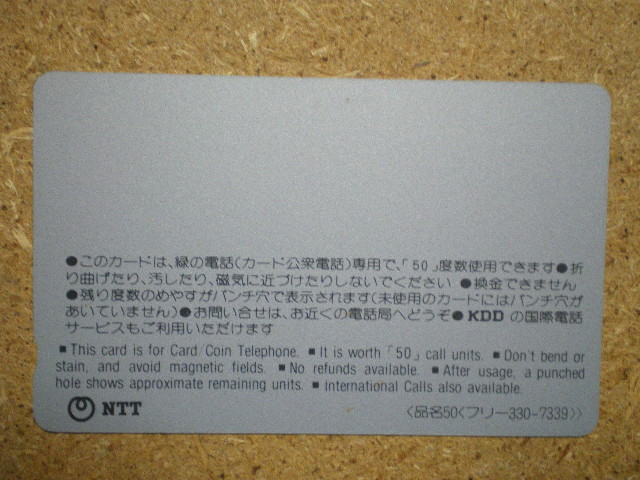 ●このカードは、緑の電話(カード公衆電話)専用で、「50」度数使用できます●折
り曲げたり、汚したり、磁気に近づけたりしないでください ●換金できません
●残り度数のめやすがパンチ穴で表示されます(未使用のカードにはパンチ穴が
あいていません)●お問い合せは、お近くの電話局へどうぞ●KDDの国際電話
サービスもご利用いただけます
■ This card is for Card/Coin Telephone. ■ It is worth「50」call units. ■ Don't bend or
stain, and avoid magnetic fields. ■ No refunds available. ■ After usage, a punched
hole shows approximate remaining units. ■ International Calls also available.
NTT
〈品名50〈フリー330-7339〉〉